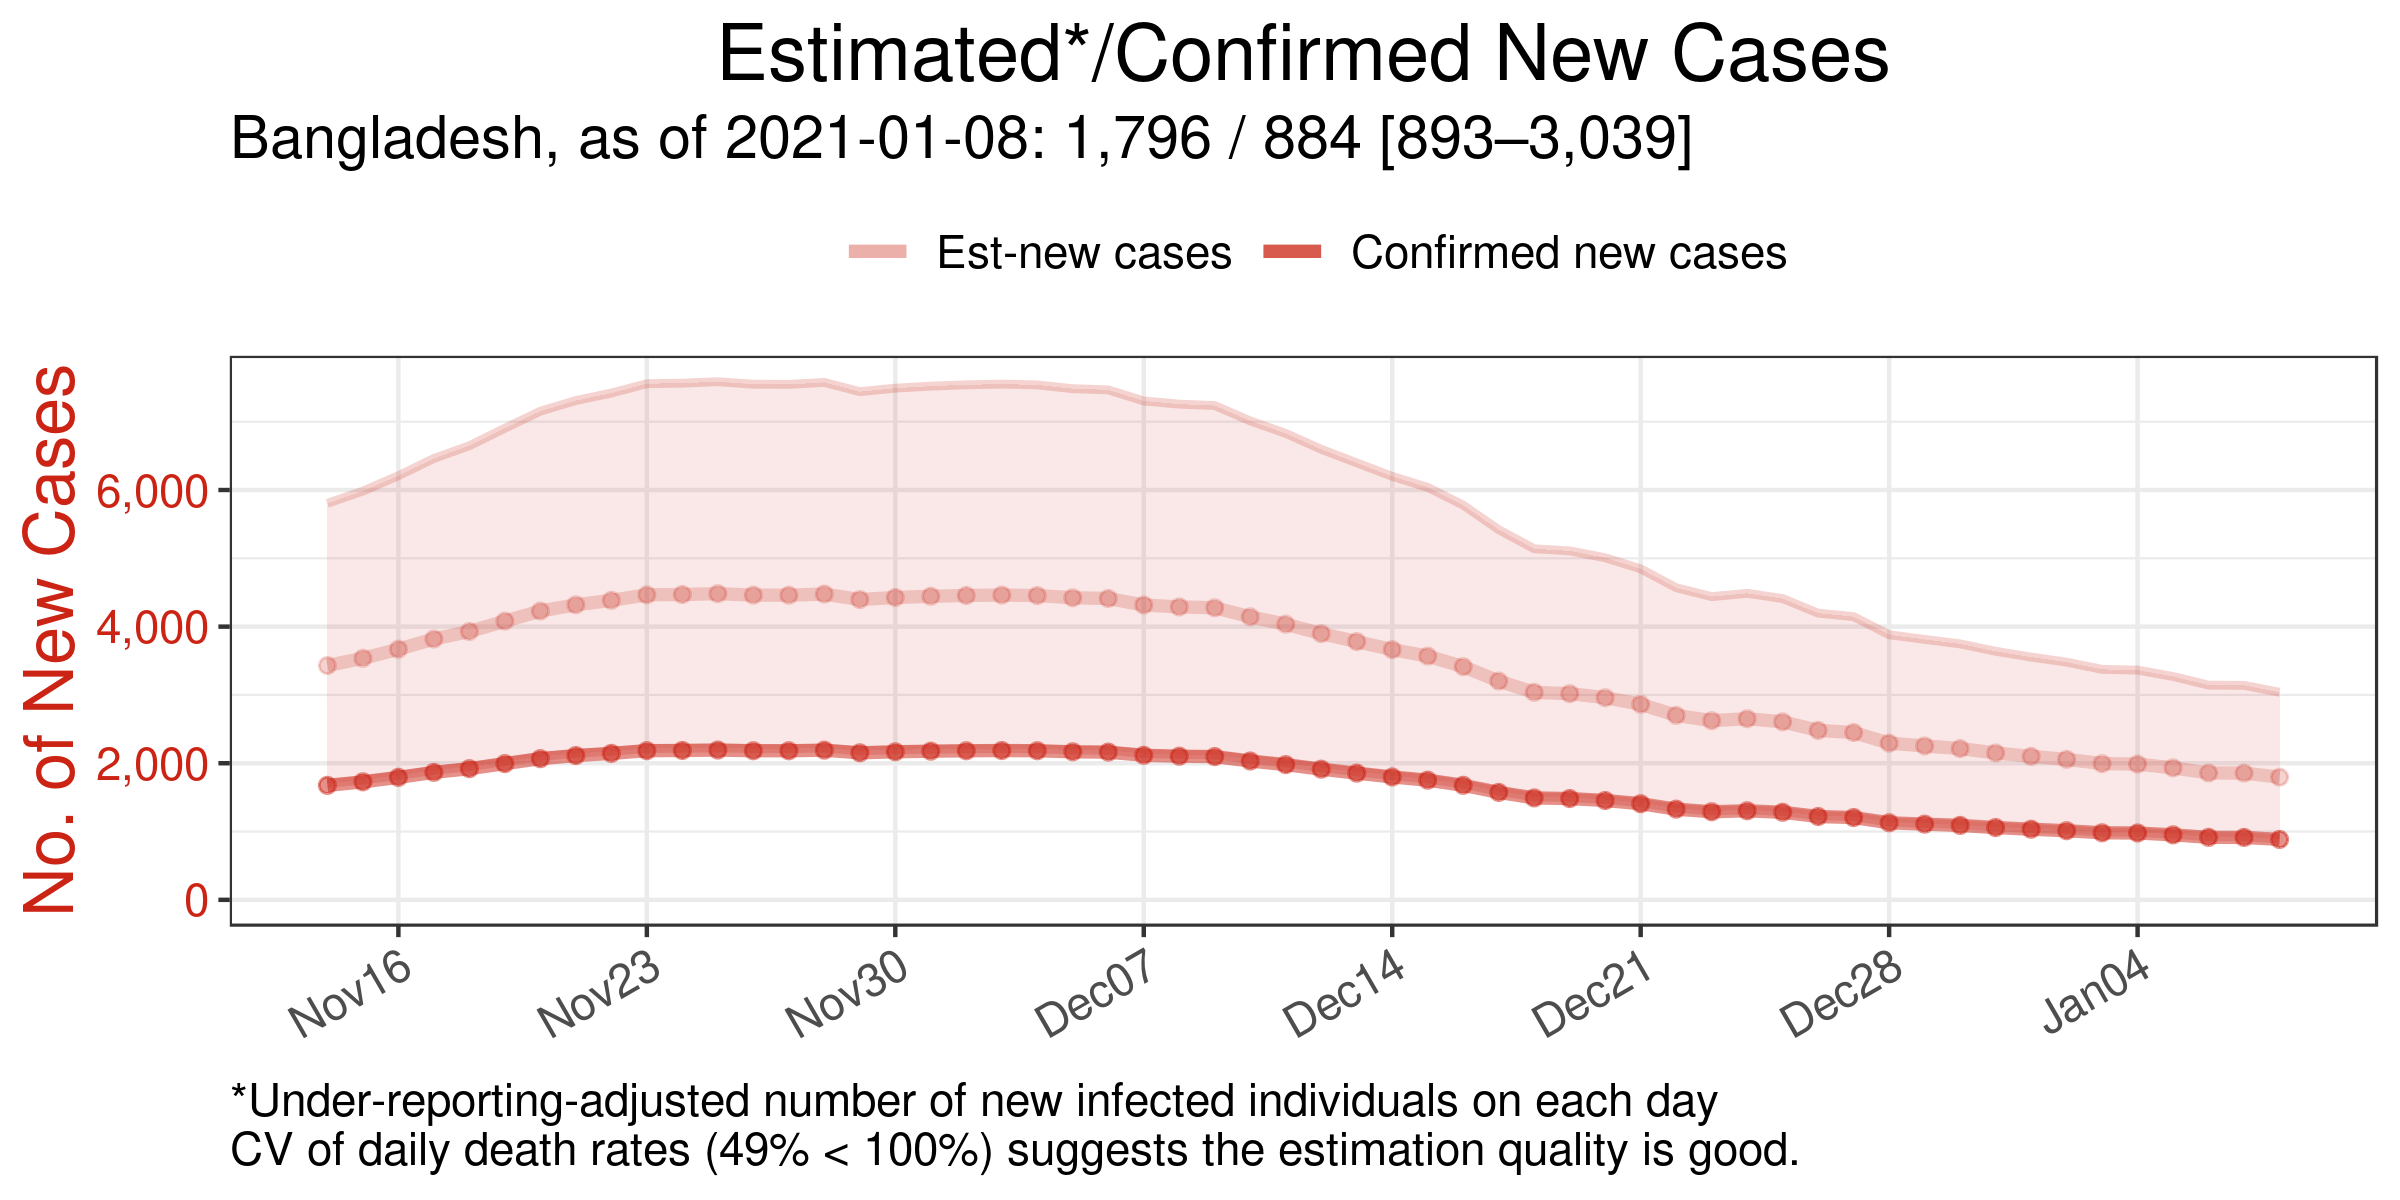 Estimated*/Confirmed New Cases
Bangladesh, as of 2021-01-08: 1,796 / 884 [893–3,039]
Est-new cases Confirmed new cases
No. of New Cases
6,000
4,000
2,000
0
Nov16 Nov23 Nov30 Dec07 Dec14 Dec21 Dec28 Jan04
*Under-reporting-adjusted number of new infected individuals on each day
CV of daily death rates (49% < 100%) suggests the estimation quality is good.